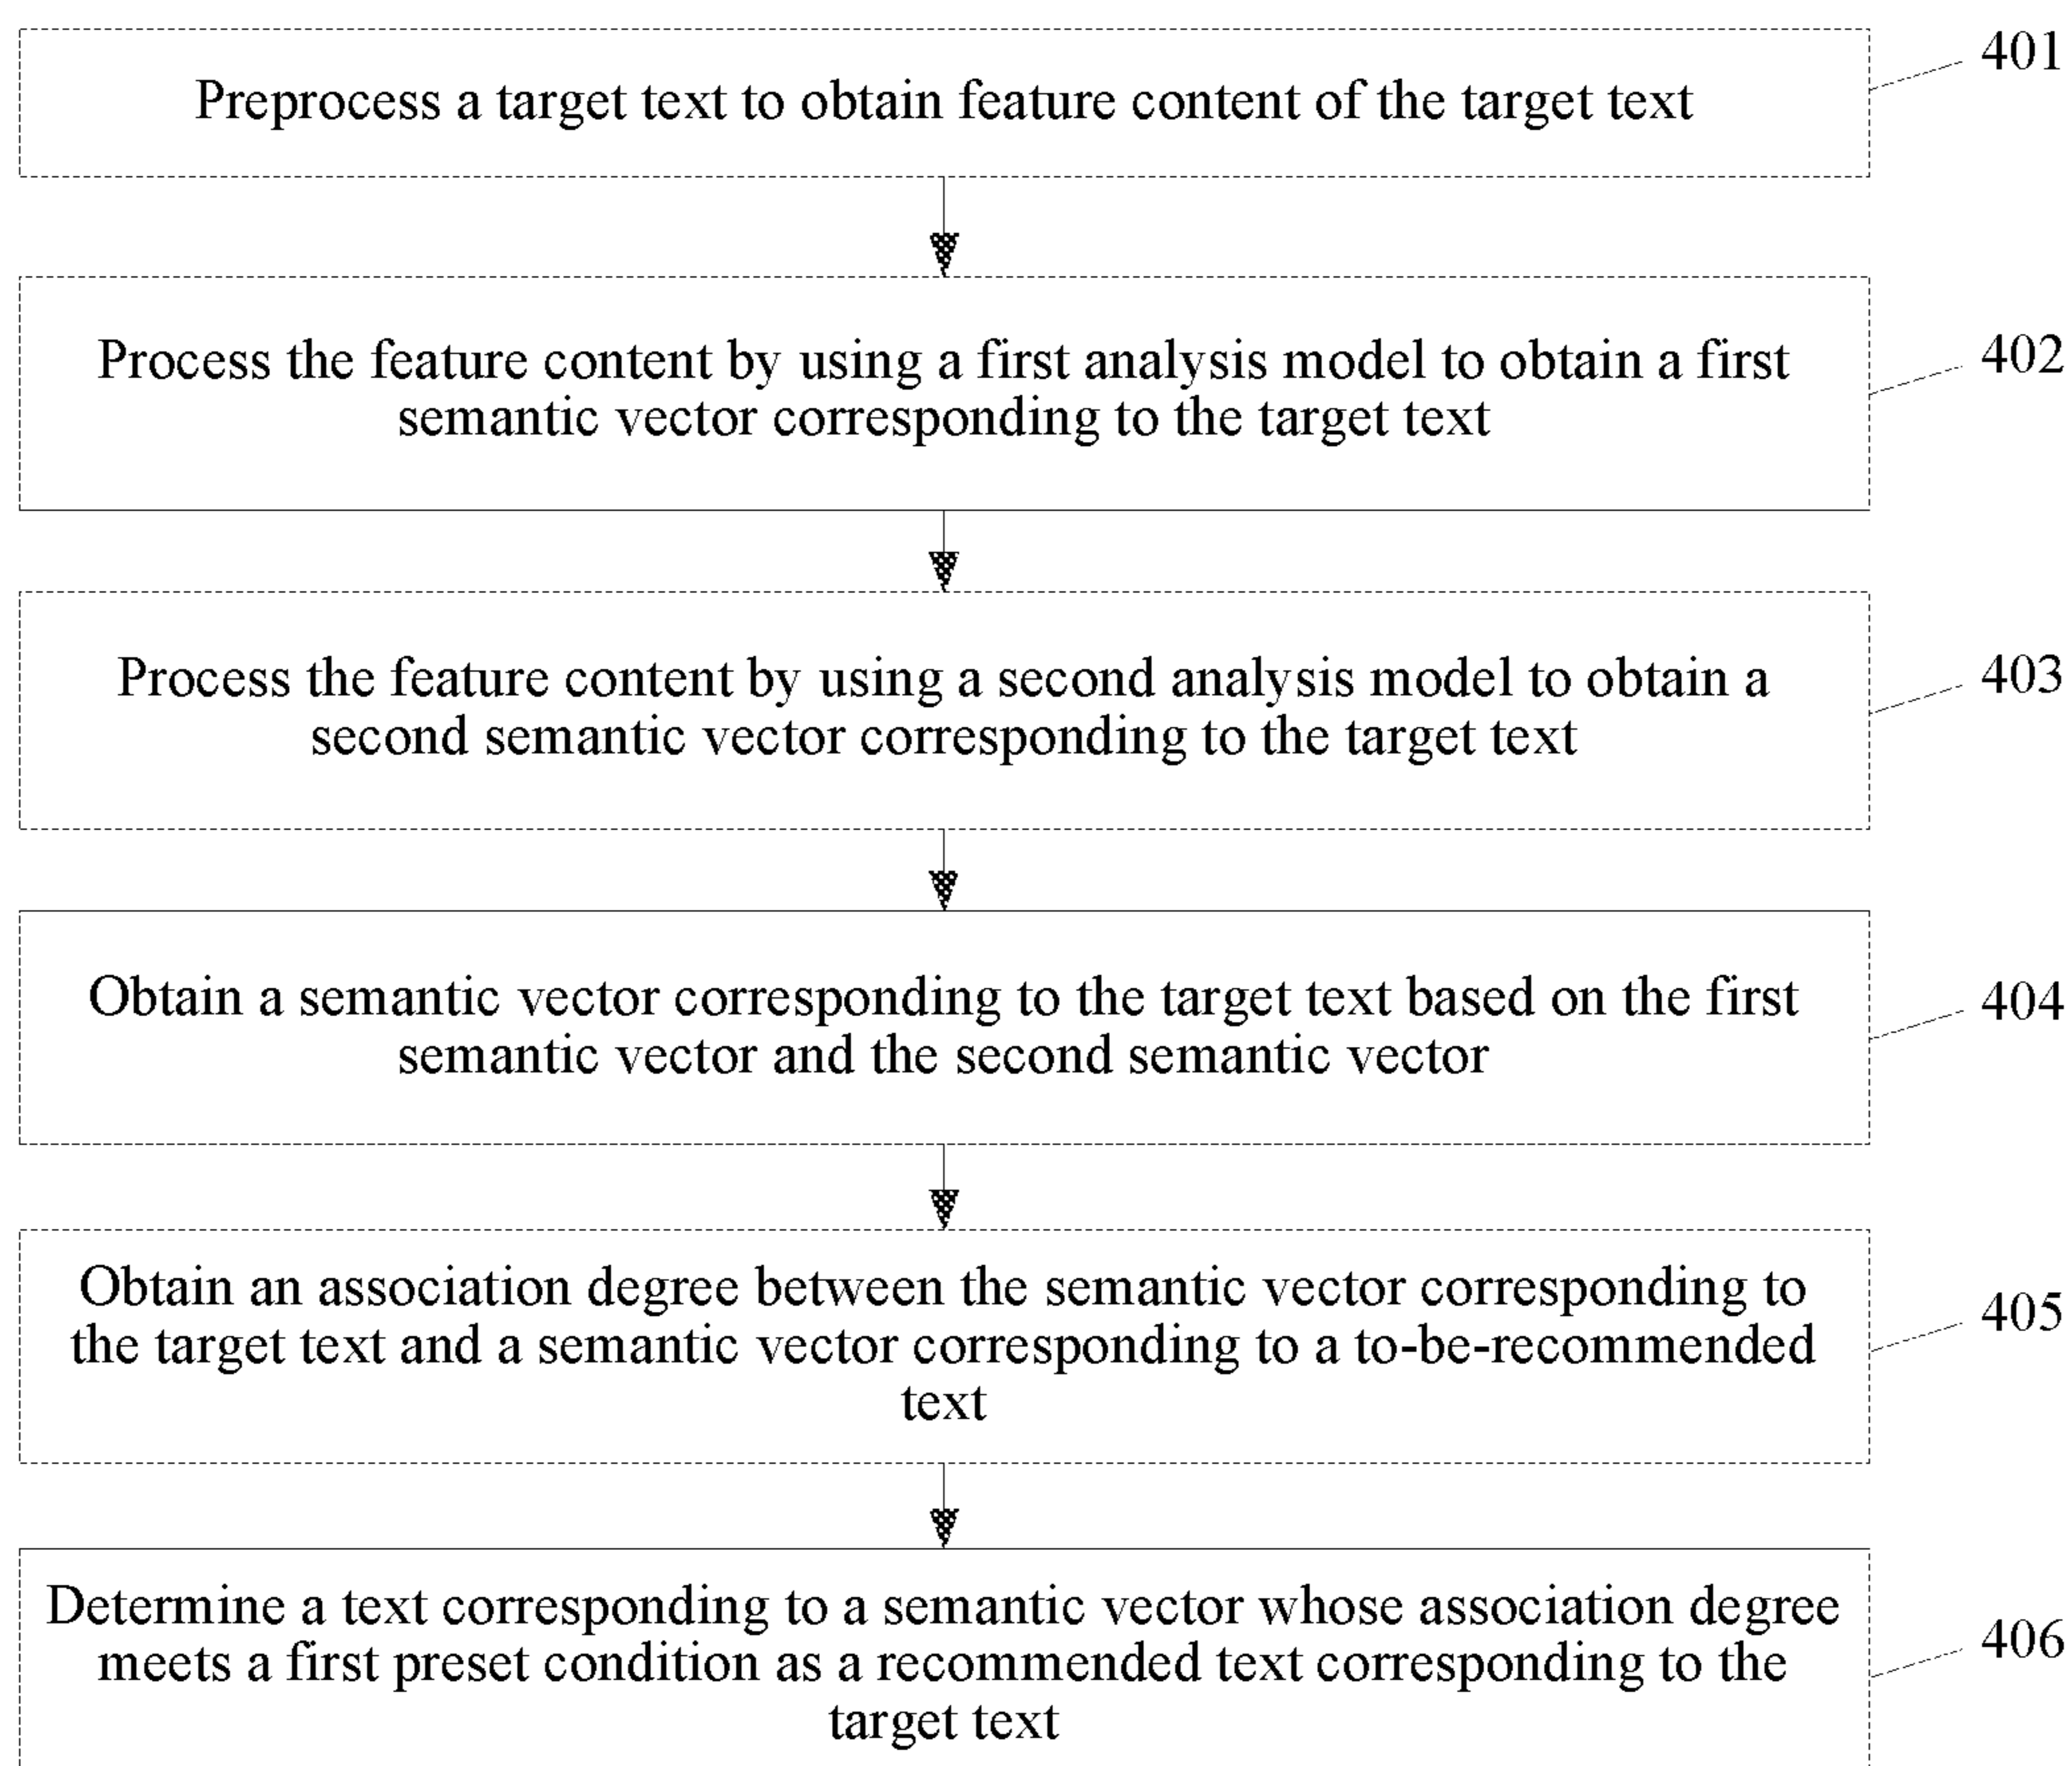 Preprocess a target text to obtain feature content of the target text
401
Process the feature content by using a first analysis model to obtain a first
semantic vector corresponding to the target text
402
Process the feature content by using a second analysis model to obtain a
second semantic vector corresponding to the target text
403
Obtain a semantic vector corresponding to the target text based on the first
semantic vector and the second semantic vector
404
Obtain an association degree between the semantic vector corresponding to
the target text and a semantic vector corresponding to a to-be-recommended
text
405
Determine a text corresponding to a semantic vector whose association degree
meets a first preset condition as a recommended text corresponding to the
target text
406